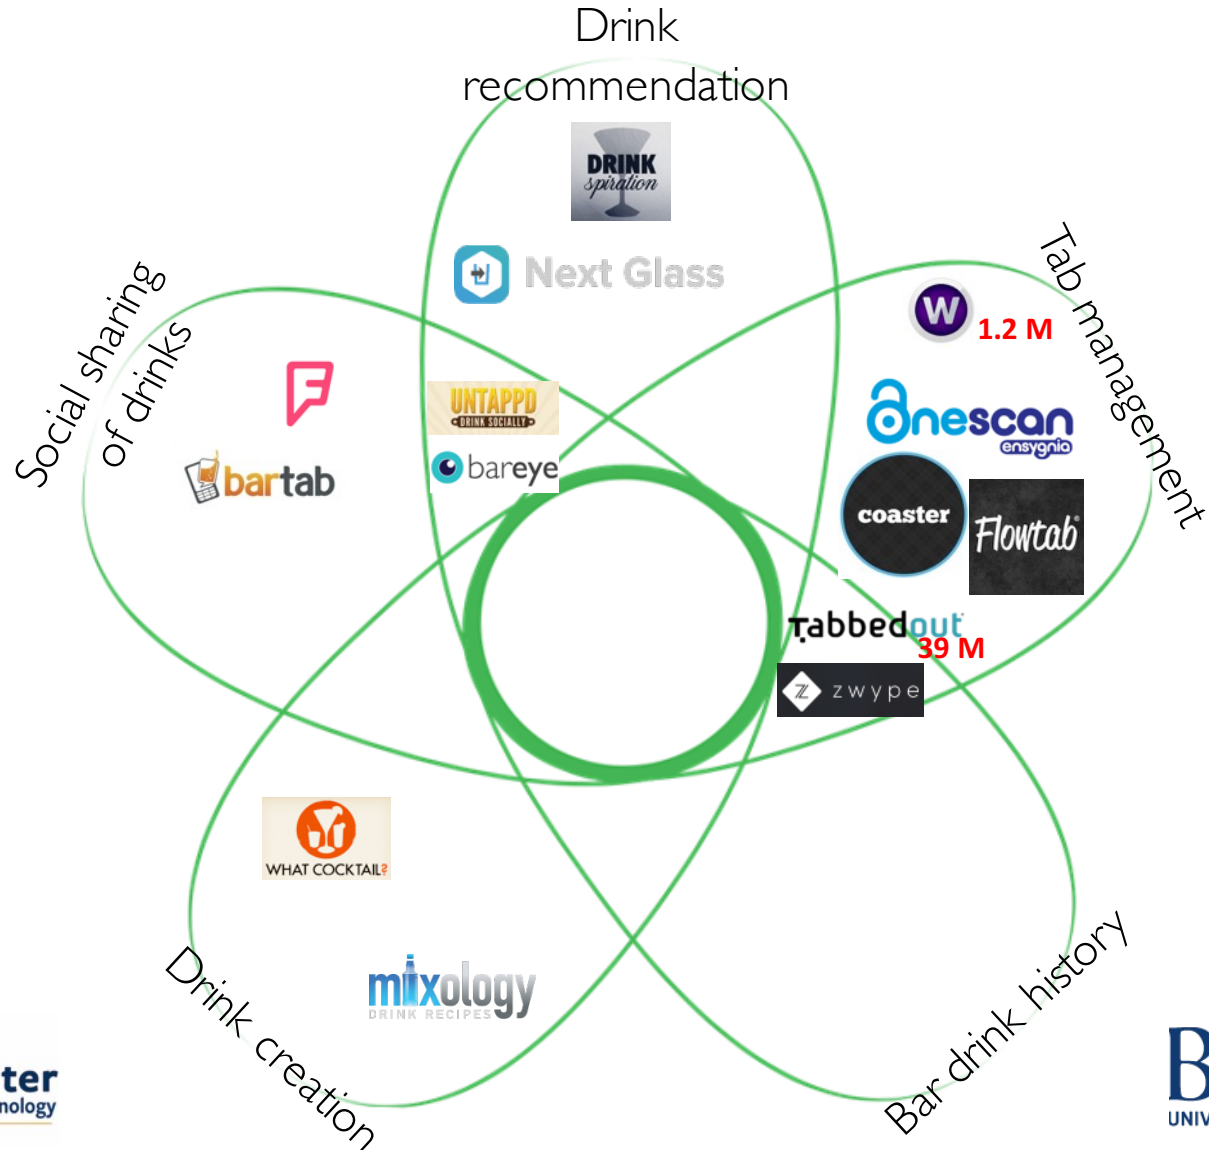 Drink
recommendation
DRINK
spiration
Next Glass
Tab management
W
1.2 M
Social sharing
of drinks
UNTAPPD
DRINK SOCIALLY
bareye
bartab
onescan
ensygnia
coaster
Flowtab
Tabbedout
39 M
Z zwype
WHAT COCKTAIL?
mixology
DRINK RECIPES
Drink creation
Bar drink history
ter
nology
B
UNIV